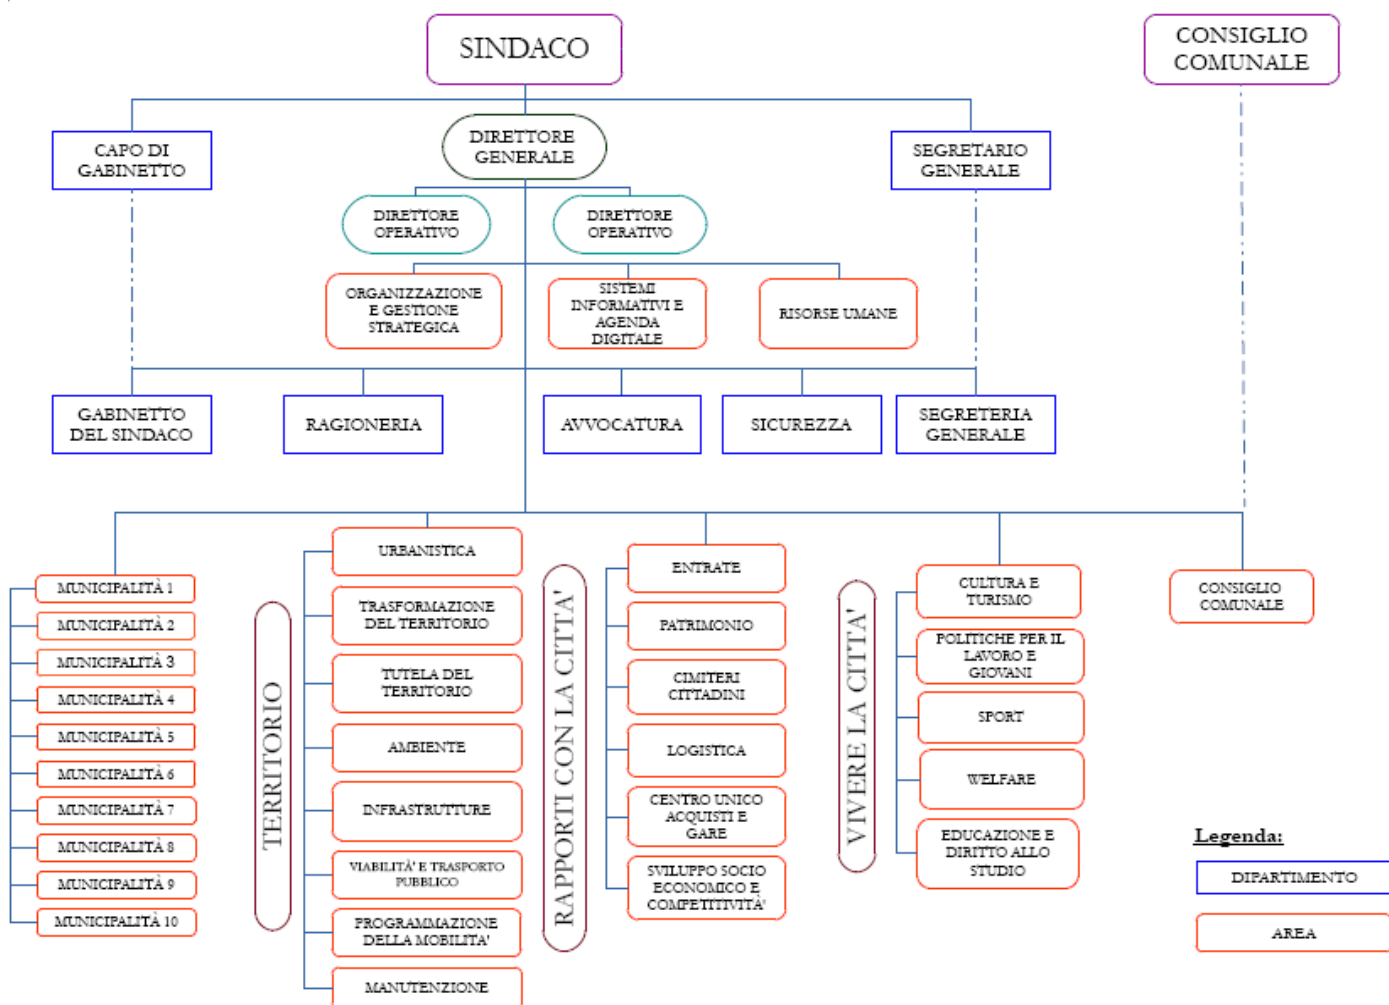 SINDACO
CONSIGLIO
COMUNALE
CAPO DI
GABINETTO
DIRETTORE
GENERALE
SEGRETARIO
GENERALE
DIRETTORE
OPERATIVO
DIRETTORE
OPERATIVO
ORGANIZZAZIONE
E GESTIONE
STRATEGICA
SISTEMI
INFORMATIVI E
AGENDA
DIGITALE
RISORSE UMANE
GABINETTO
DEL SINDACO
RAGIONERIA
AVVOCATURA
SICUREZZA
SEGRETERIA
GENERALE
MUNICIPALITÀ 1
MUNICIPALITÀ 2
MUNICIPALITÀ 3
MUNICIPALITÀ 4
MUNICIPALITÀ 5
MUNICIPALITÀ 6
MUNICIPALITÀ 7
MUNICIPALITÀ 8
MUNICIPALITÀ 9
MUNICIPALITÀ 10
TERRITORIO
URBANISTICA
TRASFORMAZIONE
DEL TERRITORIO
TUTELA DEL
TERRITORIO
AMBIENTE
INFRASTRUTTURE
VIABILITÀ' E TRASPORTO
PUBBLICO
PROGRAMMAZIONE
DELLA MOBILITA'
MANUTENZIONE
RAPPORTI CON LA CITTA'
ENTRATE
PATRIMONIO
CIMITERI
CITTADINI
LOGISTICA
CENTRO UNICO
ACQUISTI E
GARE
SVILUPPO SOCIO
ECONOMICO E
COMPETITIVITÀ'
VIVERE LA CITTA'
CULTURA E
TURISMO
POLITICHE PER IL
LAVORO E
GIOVANI
SPORT
WELFARE
EDUCAZIONE E
DIRITTO ALLO
STUDIO
CONSIGLIO
COMUNALE
Legenda:
DIPARTIMENTO
AREA